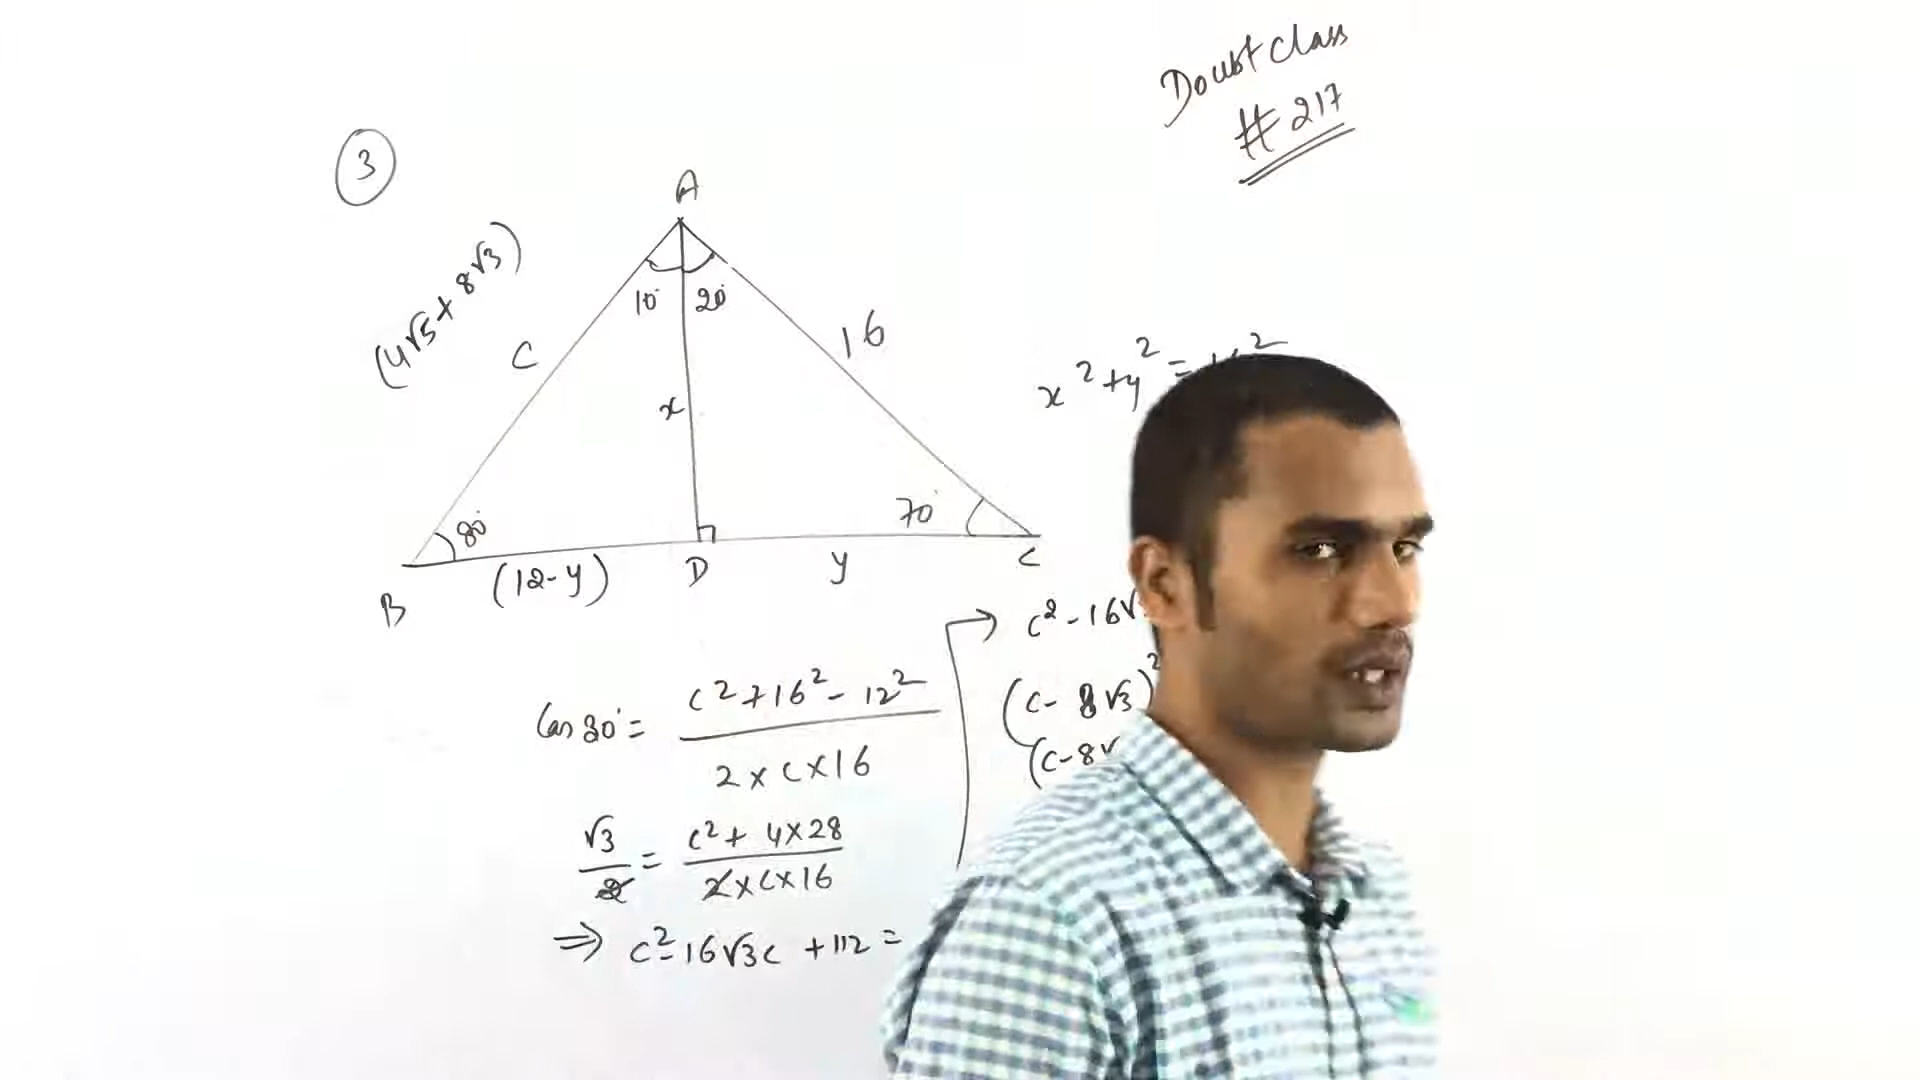 Doubt Class
# 217
3
A
(4√5 + 8√3)
10° 20°
C
16
x
x² + y² =
80°
70°
(12-y)
D
y
C
B
→ c² - 16√
Cos 30° = c² + 16² - 12² / 2 × c × 16
(c - 8√3)²
(c - 8√
√3/2 = c² + 4×28 / 2×c×16
⇒ c² - 16√3c + 112 =